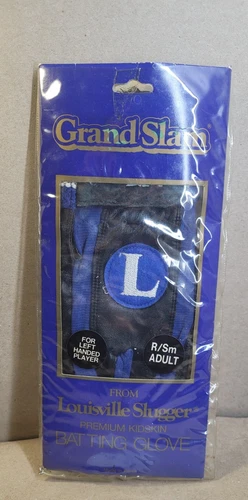 Grand Slam
L
FOR
LEFT
HANDED
PLAYER
R/Sm
ADULT
FROM
Louisville Slugger
PREMIUM KIDSKIN
BATTING GLOVE